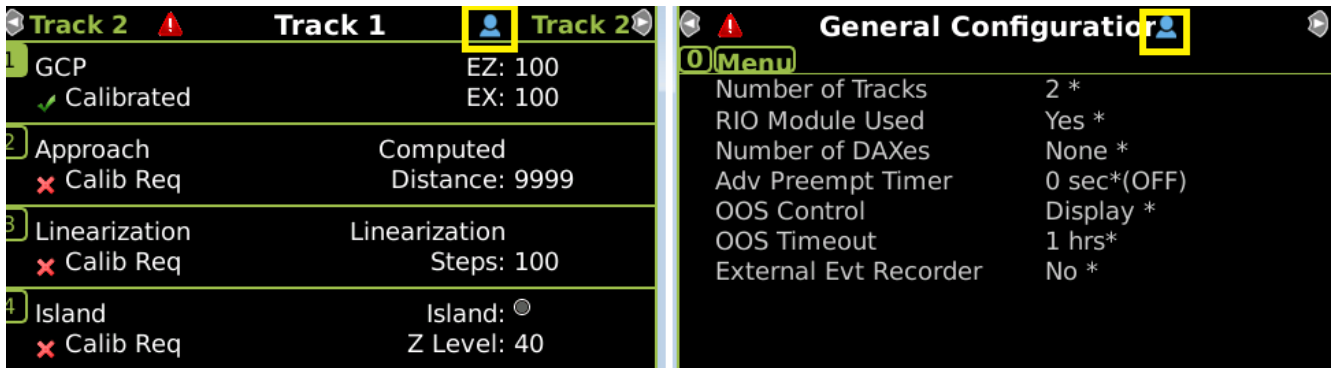 Track 2 Track 1 Track 2
1 GCP EZ: 100
Calibrated EX: 100
2 Approach Computed
Calib Req Distance: 9999
3 Linearization Linearization
Calib Req Steps: 100
4 Island Island:
Calib Req Z Level: 40
General Configuration
0 Menu
Number of Tracks 2 *
RIO Module Used Yes *
Number of DAXes None *
Adv Preempt Timer 0 sec*(OFF)
OOS Control Display *
OOS Timeout 1 hrs*
External Evt Recorder No *